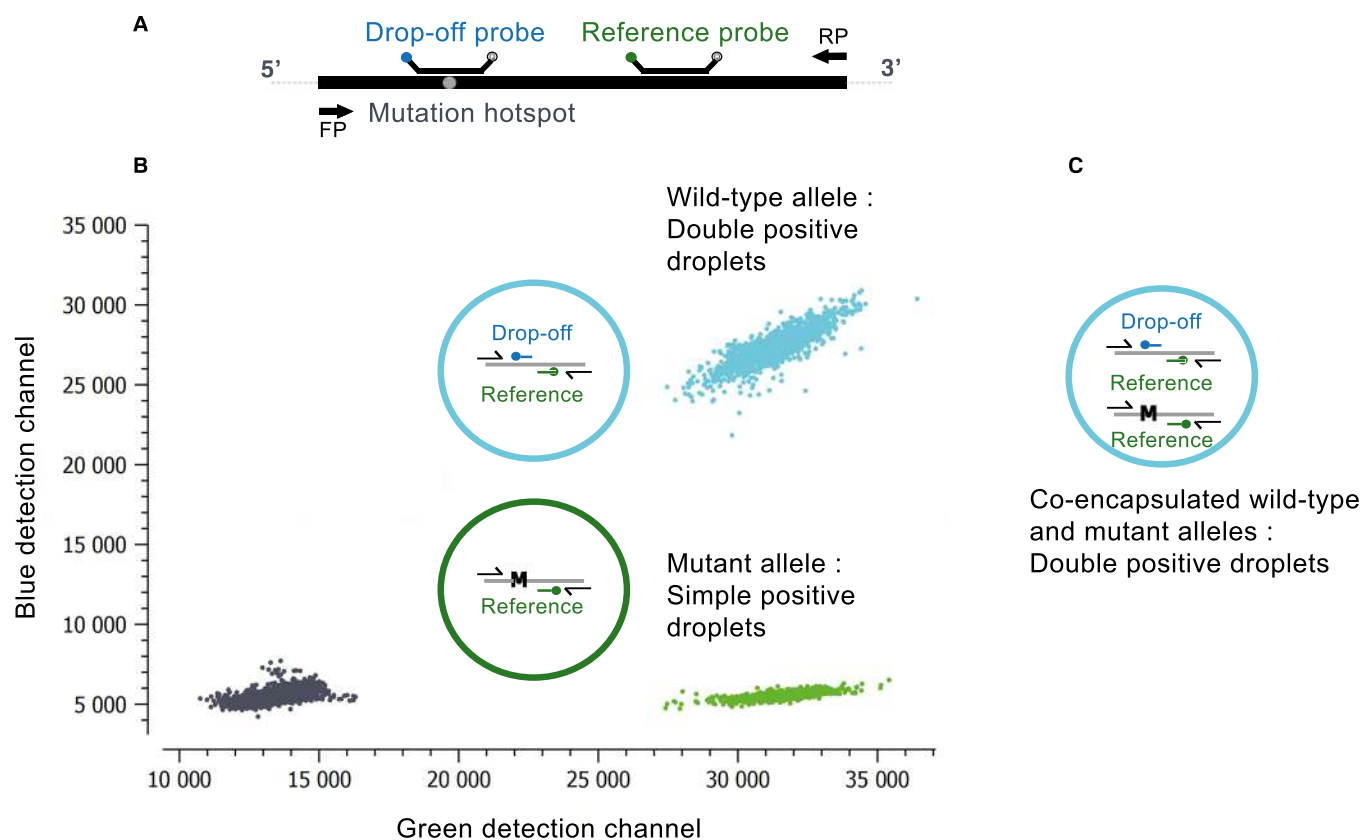 A
Drop-off probe
Reference probe
RP
5’
3’
FP
Mutation hotspot
B
C
Wild-type allele :
Double positive
droplets
35 000
30 000
25 000
20 000
15 000
10 000
5 000
Blue detection channel
Drop-off
Reference
M
Reference
Mutant allele :
Simple positive
droplets
10 000
15 000
20 000
25 000
30 000
35 000
Green detection channel
Drop-off
Reference
M
Reference
Co-encapsulated wild-type
and mutant alleles :
Double positive droplets